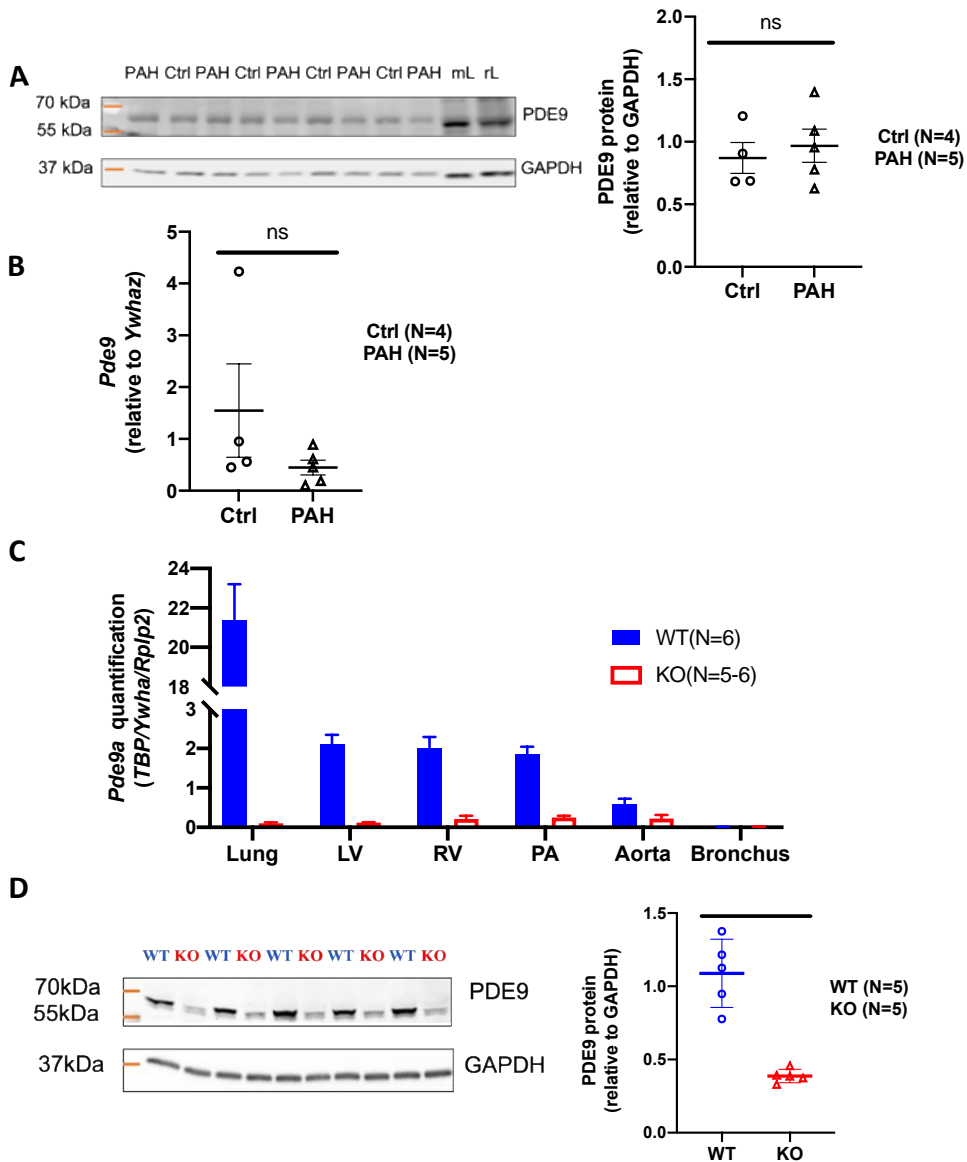 A
PAH Ctrl PAH Ctrl PAH Ctrl PAH Ctrl PAH mL rL
70 kDa
55 kDa
PDE9
37 kDa
GAPDH
PDE9 protein
(relative to GAPDH)
2.0
1.5
1.0
0.5
0.0
ns
Ctrl
PAH
Ctrl (N=4)
PAH (N=5)
B
Pde9
(relative to Ywhaz)
5
4
3
2
1
0
ns
Ctrl
PAH
Ctrl (N=4)
PAH (N=5)
C
Pde9a quantification
(TBP/Ywha/Rplp2)
24
22
20
18
3
2
1
0
WT(N=6)
KO(N=5-6)
Lung
LV
RV
PA
Aorta
Bronchus
D
WT KO WT KO WT KO WT KO WT KO
70kDa
55kDa
PDE9
37kDa
GAPDH
PDE9 protein
(relative to GAPDH)
1.5
1.0
0.5
0.0
WT
KO
WT (N=5)
KO (N=5)